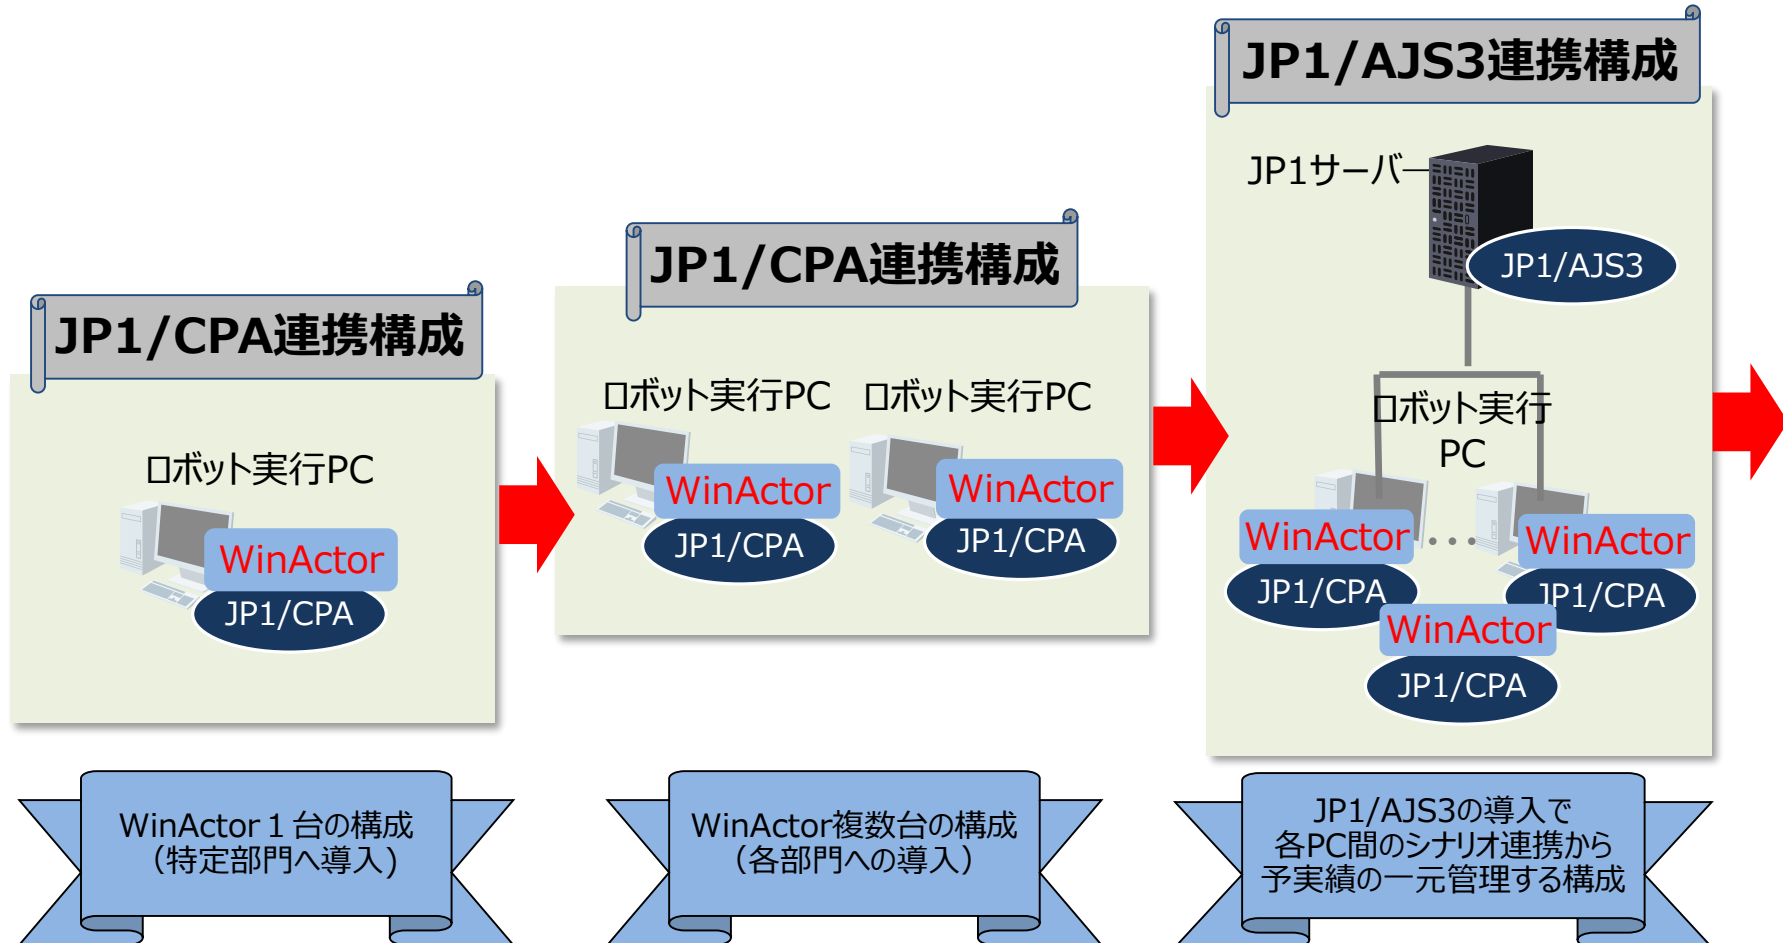 JP1/CPA連携構成
ロボット実行PC
WinActor
JP1/CPA
WinActor１台の構成
（特定部門へ導入)
JP1/CPA連携構成
ロボット実行PC
ロボット実行PC
WinActor
JP1/CPA
WinActor
JP1/CPA
WinActor複数台の構成
（各部門への導入）
JP1/AJS3連携構成
JP1サーバ
JP1/AJS3
ロボット実行
PC
WinActor
JP1/CPA
...
WinActor
JP1/CPA
WinActor
JP1/CPA
JP1/AJS3の導入で
各PC間のシナリオ連携から
予実績の一元管理する構成